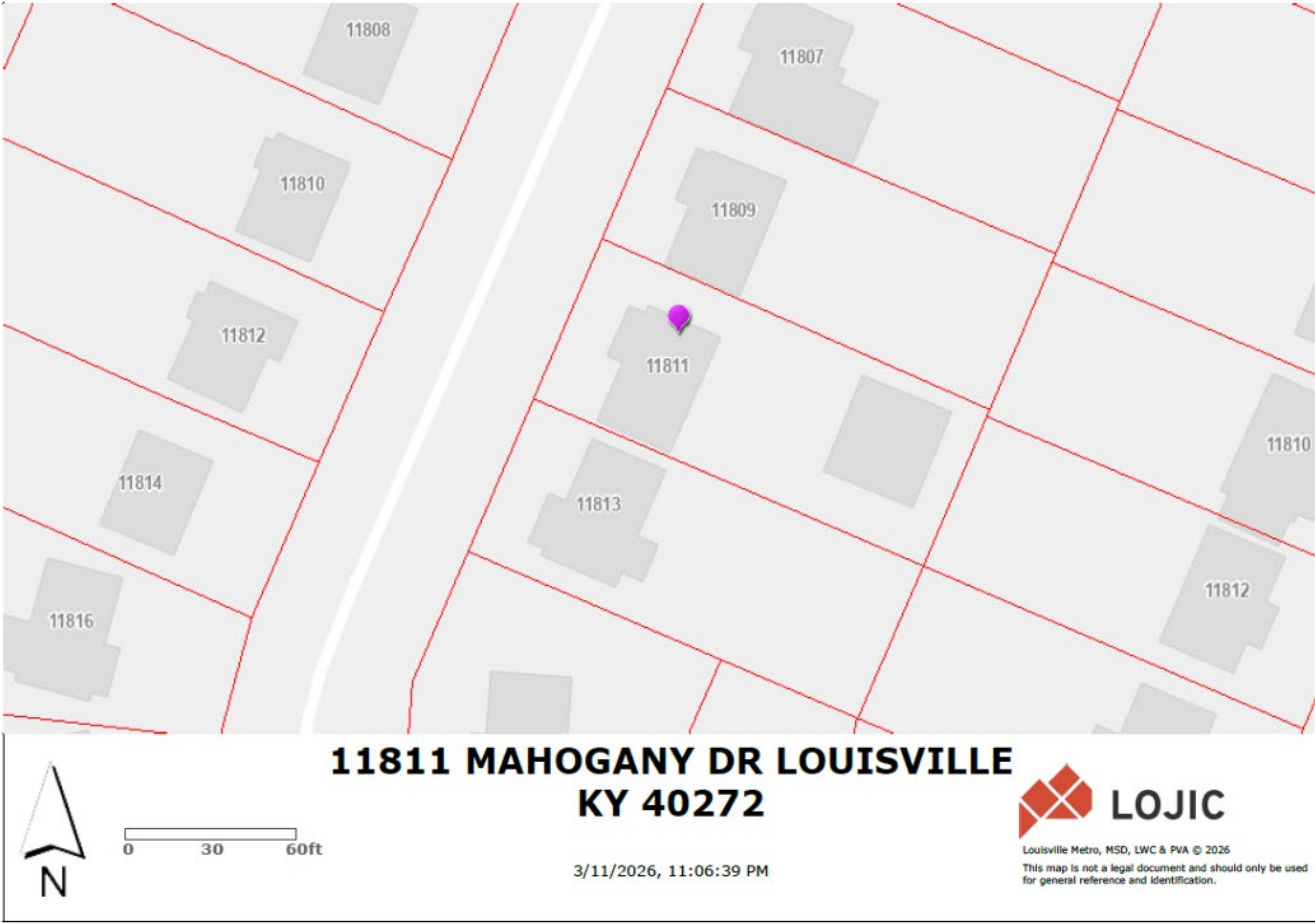 11808
11807
11810
11809
11812
11811
11810
11814
11813
11812
11816
11811 MAHOGANY DR LOUISVILLE
KY 40272
LOJIC
0 30 60ft
Louisville Metro, MSD, LWC & PVA © 2026
3/11/2026, 11:06:39 PM
This map is not a legal document and should only be used
for general reference and identification.
N